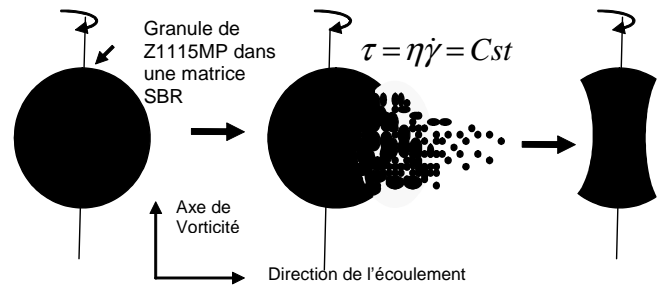 Granule de
Z1115MP dans
une matrice
SBR
τ = ηγ̇ = Cst
Axe de
Vorticité
Direction de l'écoulement